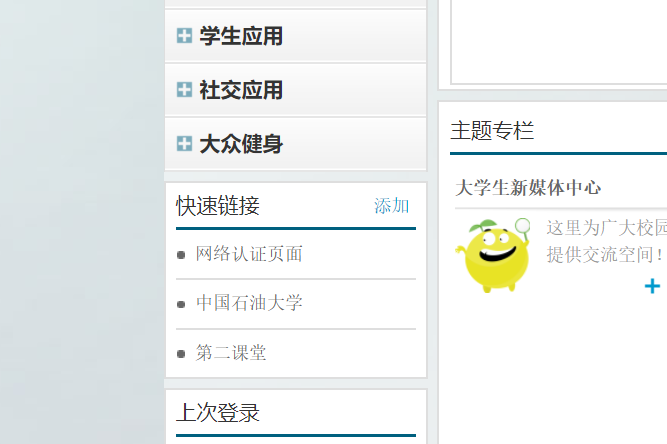 学生应用
社交应用
大众健身
快速链接 添加
网络认证页面
中国石油大学
第二课堂
上次登录
主题专栏
大学生新媒体中心
这里为广大校园
提供交流空间！